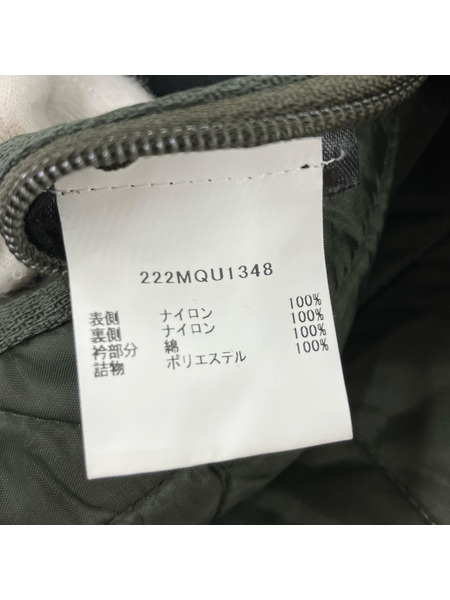 222MQU1348
表側 ナイロン 100%
裏側 ナイロン 100%
衿部分 綿 100%
詰物 ポリエステル 100%